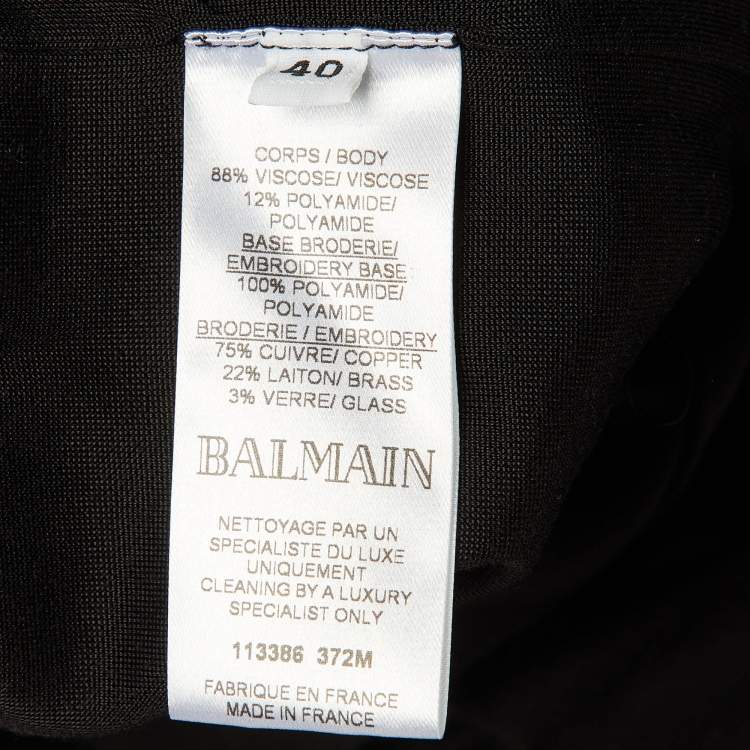 40
CORPS / BODY
88% VISCOSE/ VISCOSE
12% POLYAMIDE/
POLYAMIDE
BASE BRODERIE/
EMBROIDERY BASE
100% POLYAMIDE/
POLYAMIDE
BRODERIE / EMBROIDERY
75% CUIVRE/ COPPER
22% LAITON/ BRASS
3% VERRE/ GLASS
BALMAIN
NETTOYAGE PAR UN
SPECIALISTE DU LUXE
UNIQUEMENT
CLEANING BY A LUXURY
SPECIALIST ONLY
113386 372M
FABRIQUE EN FRANCE
MADE IN FRANCE